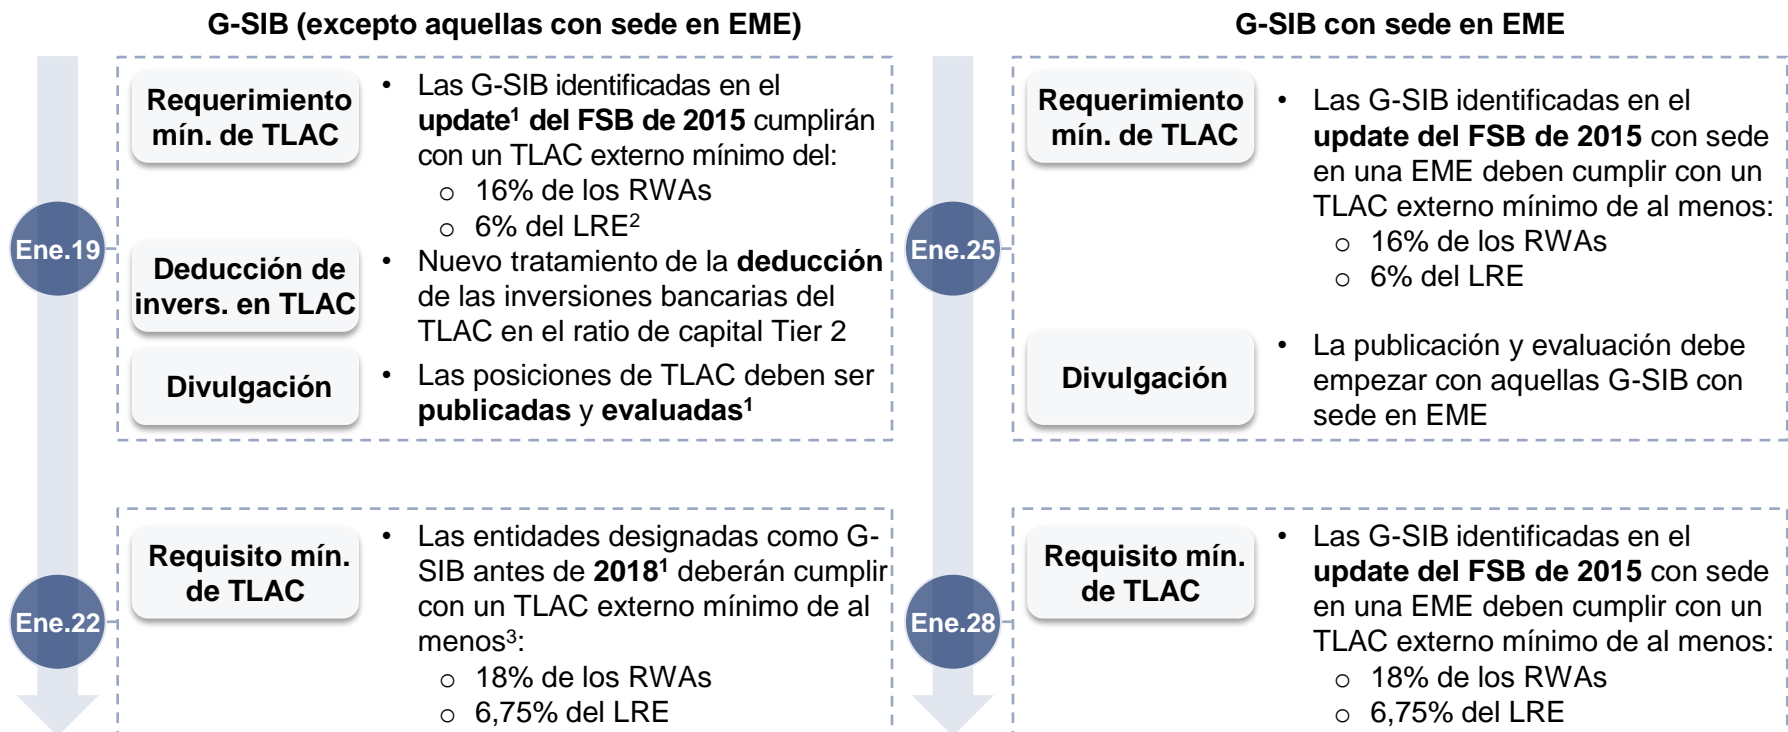 G-SIB (excepto aquellas con sede en EME)
Ene.19
Requerimiento
mín. de TLAC
• Las G-SIB identificadas en el
update¹ del FSB de 2015 cumplirán
con un TLAC externo mínimo del:
o 16% de los RWAs
o 6% del LRE²
Deducción de
invers. en TLAC
• Nuevo tratamiento de la deducción
de las inversiones bancarias del
TLAC en el ratio de capital Tier 2
Divulgación
• Las posiciones de TLAC deben ser
publicadas y evaluadas¹
Ene.22
Requisito mín.
de TLAC
• Las entidades designadas como G-
SIB antes de 2018¹ deberán cumplir
con un TLAC externo mínimo de al
menos³:
o 18% de los RWAs
o 6,75% del LRE
G-SIB con sede en EME
Ene.25
Requerimiento
mín. de TLAC
• Las G-SIB identificadas en el
update del FSB de 2015 con sede
en una EME deben cumplir con un
TLAC externo mínimo de al menos:
o 16% de los RWAs
o 6% del LRE
Divulgación
• La publicación y evaluación debe
empezar con aquellas G-SIB con
sede en EME
Ene.28
Requisito mín.
de TLAC
• Las G-SIB identificadas en el
update del FSB de 2015 con sede
en una EME deben cumplir con un
TLAC externo mínimo de al menos:
o 18% de los RWAs
o 6,75% del LRE